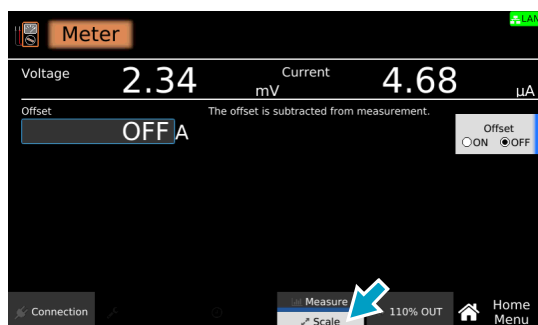 LAN
Meter
Voltage 2.34 mV Current 4.68 µA
Offset The offset is subtracted from measurement.
OFF A
Offset
ON OFF
Measure
Connection 110% OUT Home
Scale Menu